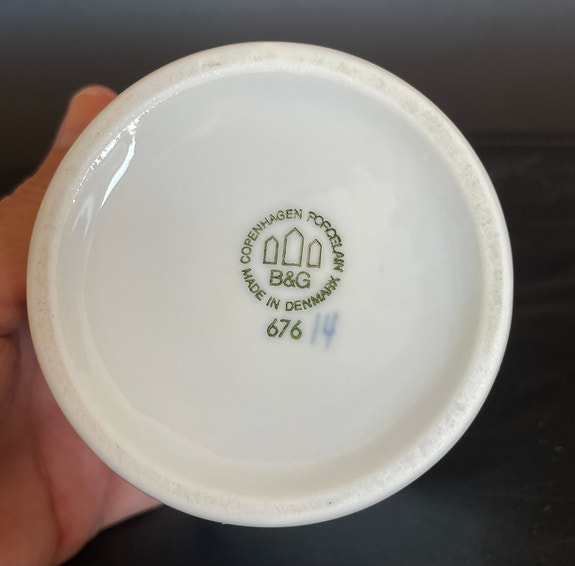 COPENHAGEN PORCELAIN
B&G
MADE IN DENMARK
676 14